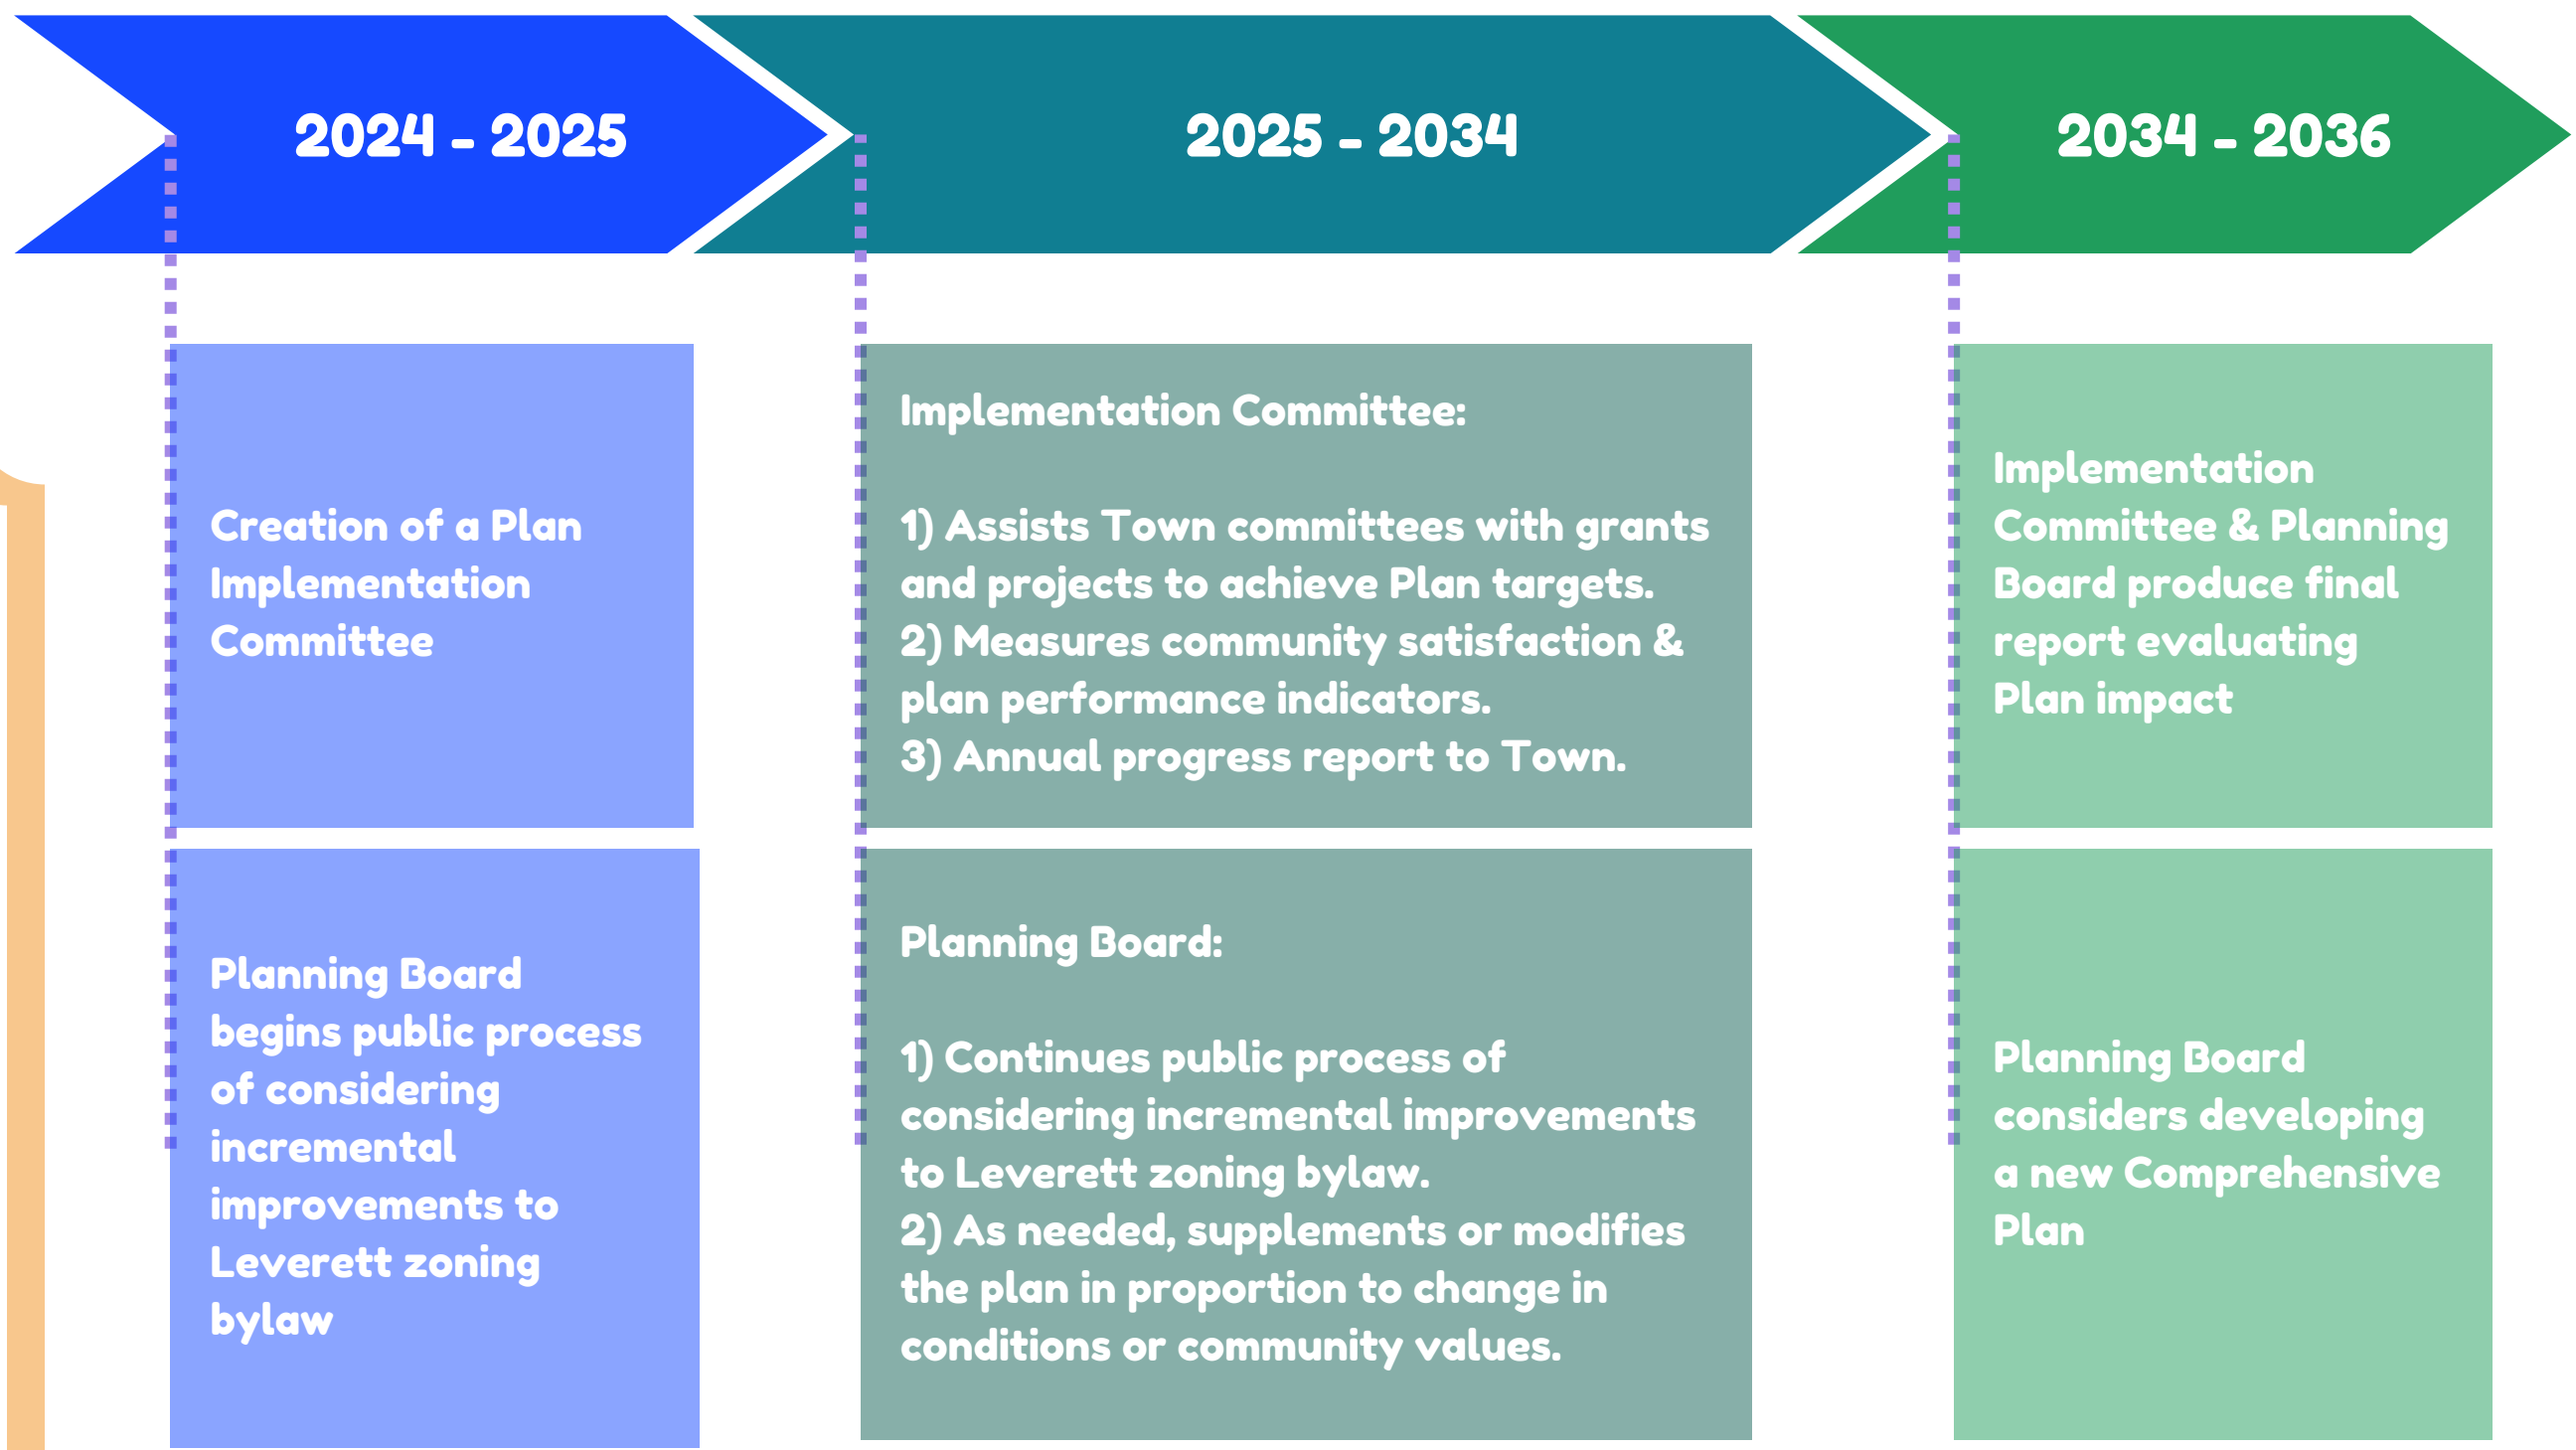 2024 - 2025
2025 - 2034
2034 - 2036
Creation of a Plan
Implementation
Committee
Implementation Committee:
1) Assists Town committees with grants
and projects to achieve Plan targets.
2) Measures community satisfaction &
plan performance indicators.
3) Annual progress report to Town.
Implementation
Committee & Planning
Board produce final
report evaluating
Plan impact
Planning Board
begins public process
of considering
incremental
improvements to
Leverett zoning
bylaw
Planning Board:
1) Continues public process of
considering incremental improvements
to Leverett zoning bylaw.
2) As needed, supplements or modifies
the plan in proportion to change in
conditions or community values.
Planning Board
considers developing
a new Comprehensive
Plan